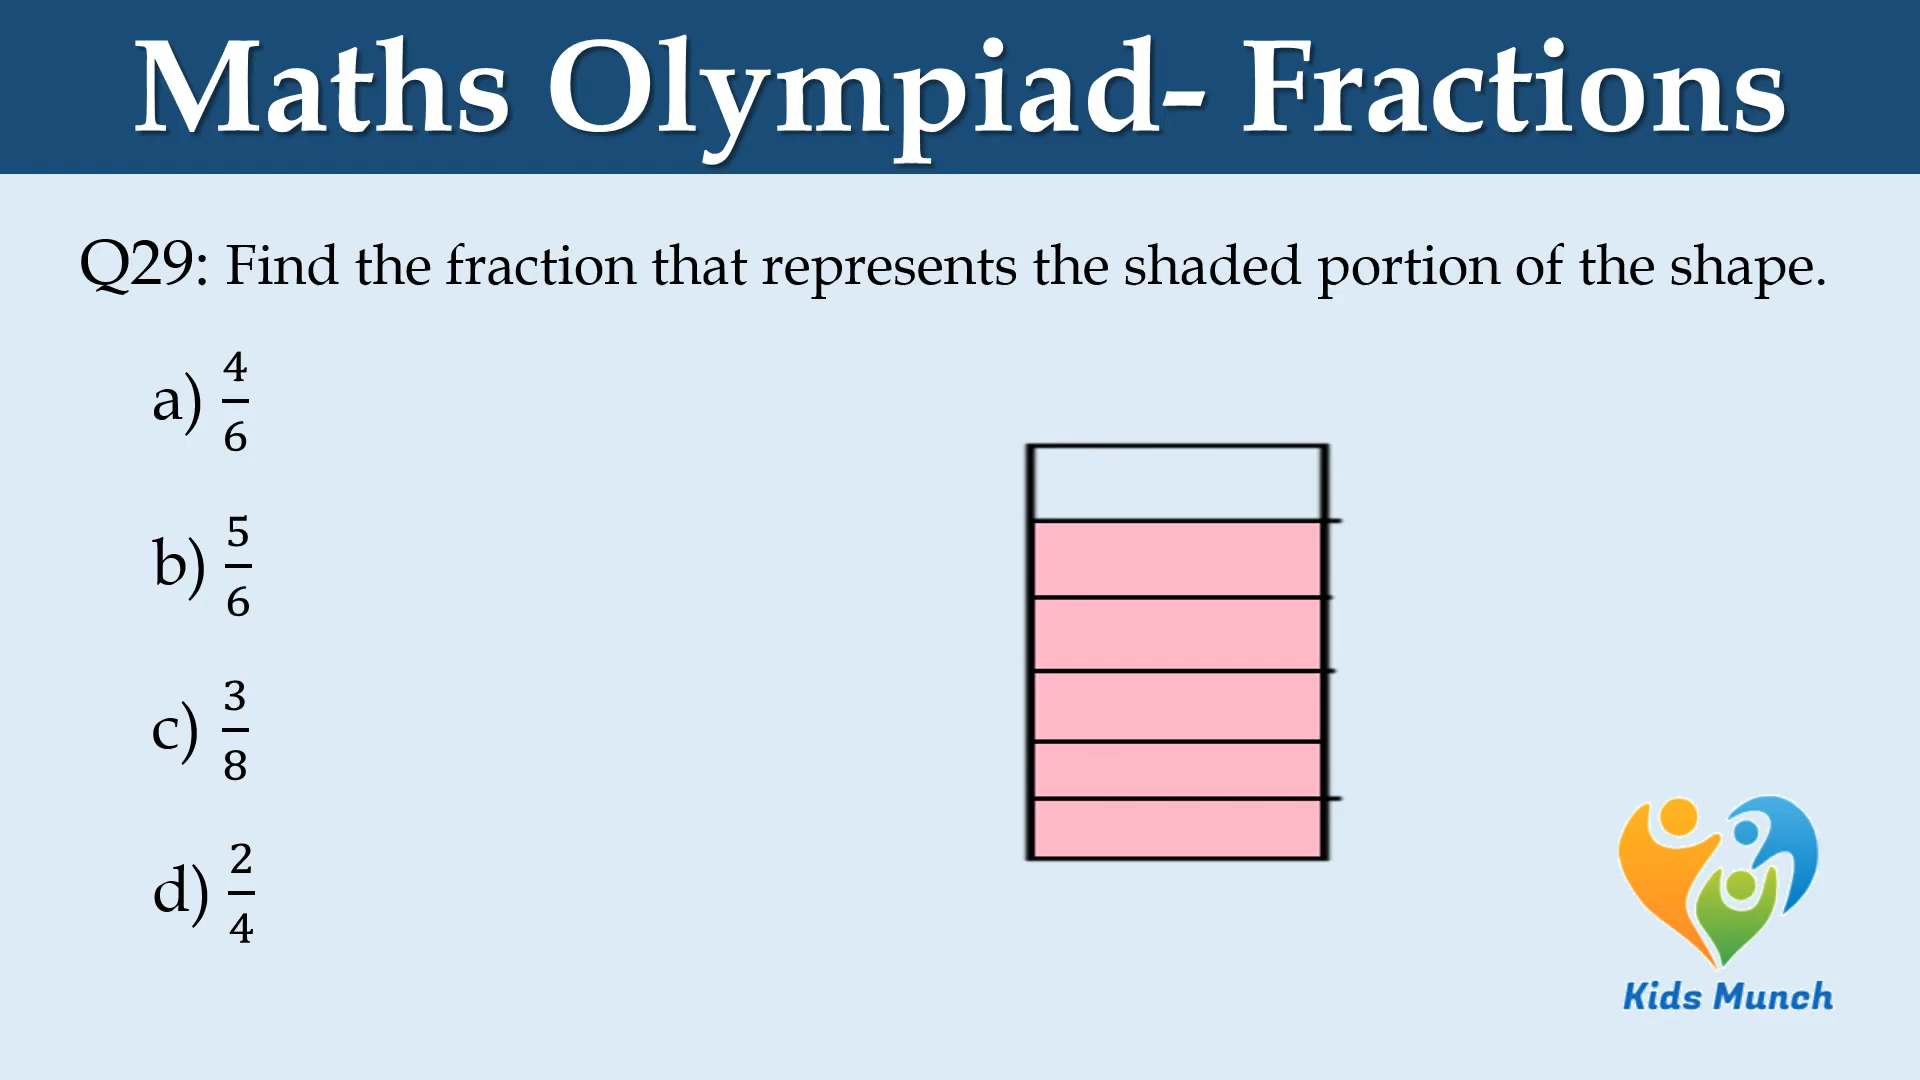 Maths Olympiad- Fractions
Q29: Find the fraction that represents the shaded portion of the shape.
a) 4/6
b) 5/6
c) 3/8
d) 2/4
Kids Munch